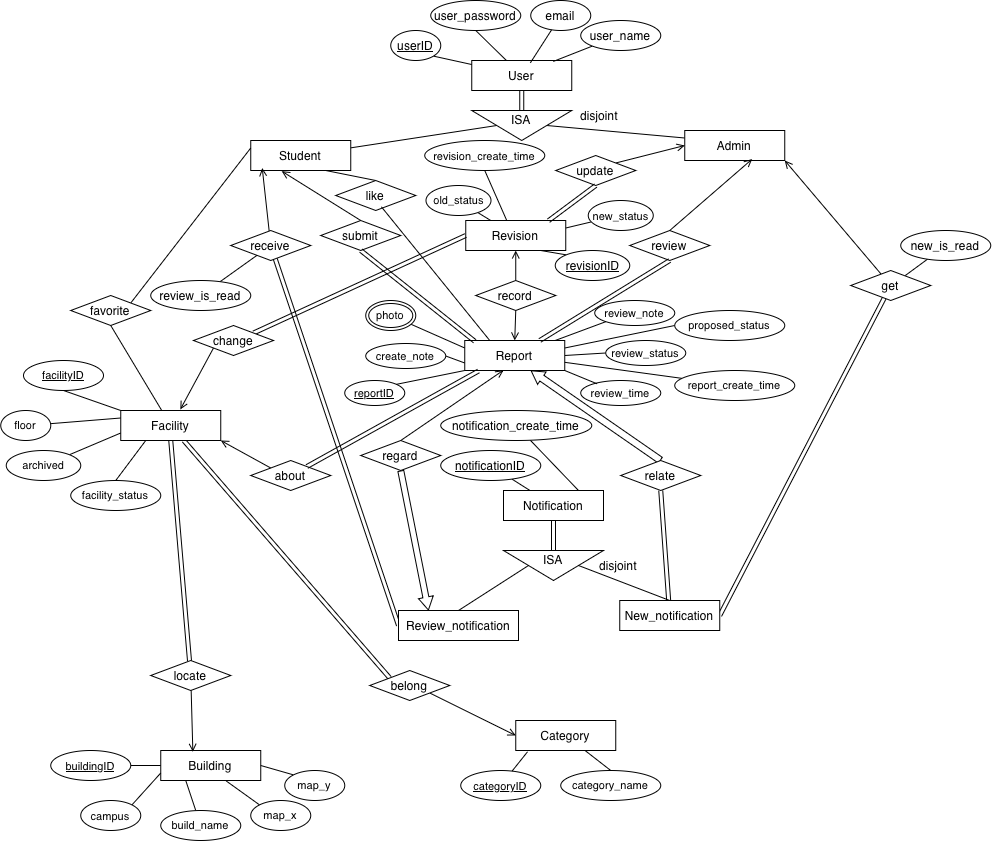 user_password
email
userID
user_name
User
ISA
disjoint
Student
revision_create_time
Admin
update
like
old_status
new_status
submit
Revision
receive
review
new_is_read
revisionID
review_is_read
record
get
favorite
photo
review_note
proposed_status
change
create_note
Report
review_status
facilityID
reportID
review_time
report_create_time
floor
Facility
notification_create_time
archived
about
regard
notificationID
relate
facility_status
Notification
ISA
disjoint
Review_notification
New_notification
locate
belong
Category
buildingID
Building
map_y
categoryID
category_name
campus
build_name
map_x